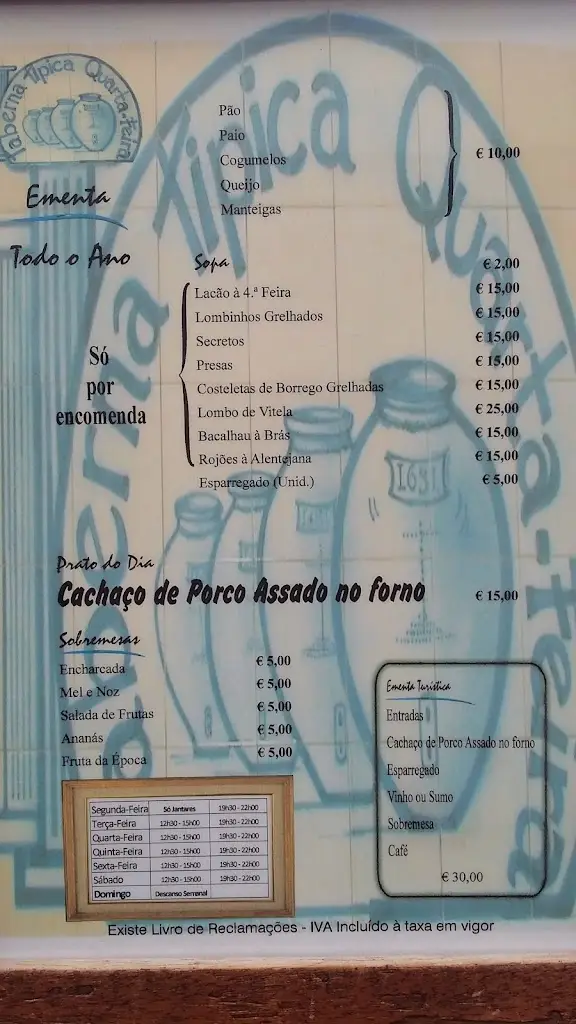 Taberna Típica Quarta-feira
Taberna Típica Quarta-feira
Ementa
Todo o Ano
Pão
Paio
Cogumelos
Queijo
Manteigas
€ 10,00
Sopa € 2,00
Só
por
encomenda
Lacão à 4.ª Feira € 15,00
Lombinhos Grelhados € 15,00
Secretos € 15,00
Presas € 15,00
Costeletas de Borrego Grelhadas € 15,00
Lombo de Vitela € 25,00
Bacalhau à Brás € 15,00
Rojões à Alentejana € 15,00
Esparregado (Unid.) € 5,00
1.631
Prato do Dia
Cachaço de Porco Assado no forno € 15,00
Sobremesas
Encharcada € 5,00
Mel e Noz € 5,00
Salada de Frutas € 5,00
Ananás € 5,00
Fruta da Época € 5,00
Ementa Turística
Entradas
Cachaço de Porco Assado no forno
Esparregado
Vinho ou Sumo
Sobremesa
Café
€ 30,00
Segunda-Feira Só Jantares 19h30 - 22h00
Terça-Feira 12h30 - 15h00 19h30 - 22h00
Quarta-Feira 12h30 - 15h00 19h30 - 22h00
Quinta-Feira 12h30 - 15h00 19h30 - 22h00
Sexta-Feira 12h30 - 15h00 19h30 - 22h00
Sábado 12h30 - 15h00 19h30 - 22h00
Domingo Descanso Semanal
Existe Livro de Reclamações - IVA Incluído à taxa em vigor